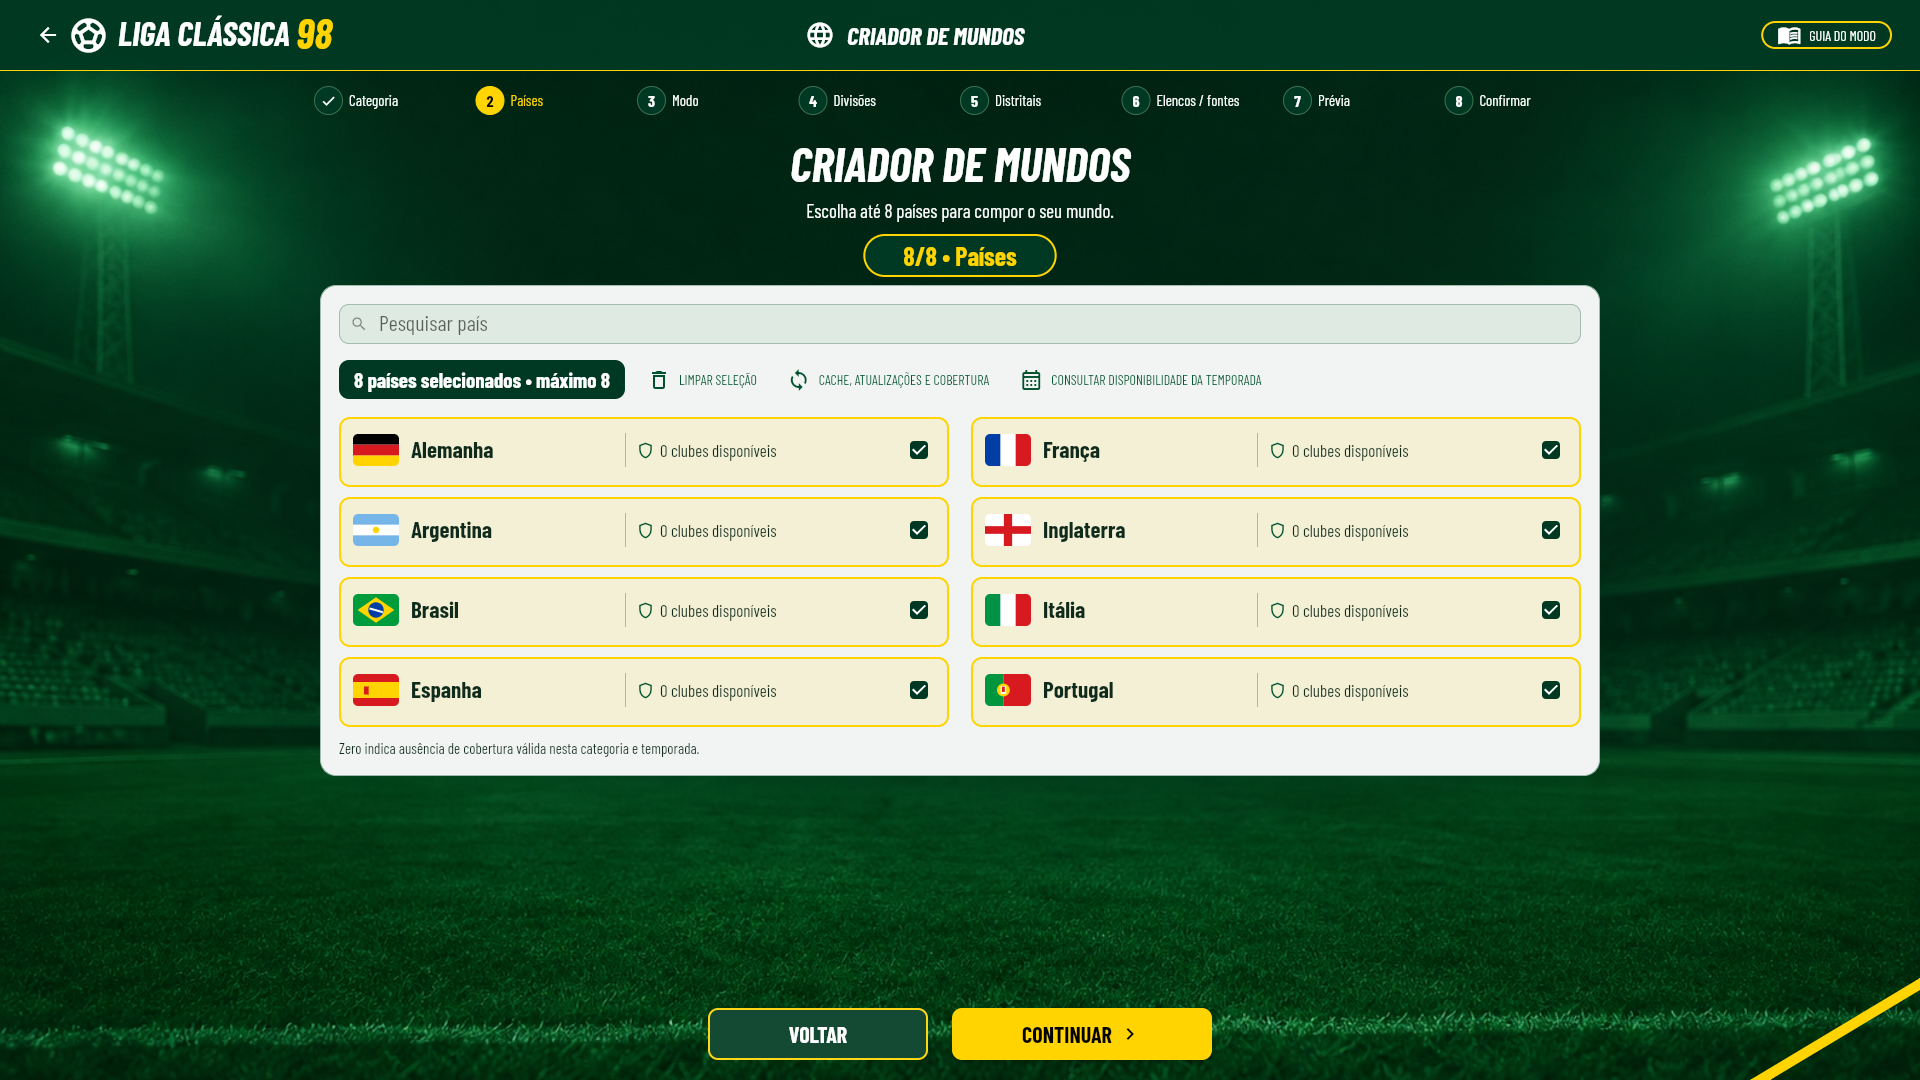 LIGA CLÁSSICA 98
CRIADOR DE MUNDOS
GUIA DO MODO
Categoria
2 Países
3 Modo
4 Divisões
5 Distritais
6 Elencos / fontes
7 Prévia
8 Confirmar
CRIADOR DE MUNDOS
Escolha até 8 países para compor o seu mundo.
8/8 • Países
Pesquisar país
8 países selecionados • máximo 8
LIMPAR SELEÇÃO
CACHE, ATUALIZAÇÕES E COBERTURA
CONSULTAR DISPONIBILIDADE DA TEMPORADA
Alemanha 0 clubes disponíveis
França 0 clubes disponíveis
Argentina 0 clubes disponíveis
Inglaterra 0 clubes disponíveis
Brasil 0 clubes disponíveis
Itália 0 clubes disponíveis
Espanha 0 clubes disponíveis
Portugal 0 clubes disponíveis
Zero indica ausência de cobertura válida nesta categoria e temporada.
VOLTAR
CONTINUAR